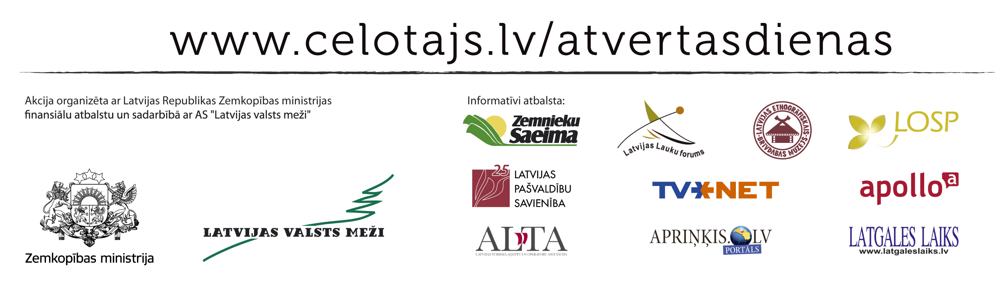 www.celotajs.lv/atvertasdienas
Akcija organizēta ar Latvijas Republikas Zemkopības ministrijas
finansiālu atbalstu un sadarbībā ar AS "Latvijas valsts meži"
Zemkopības ministrija
LATVIJAS VALSTS MEŽI
Informatīvi atbalsta:
Zemnieku
Saeima
Latvijas Lauku forums
LATVIJAS ETNOGRĀFISKAIS
BRĪVDABAS MUZEJS
LOSP
25
LATVIJAS
PAŠVALDĪBU
SAVIENĪBA
TVNET
apollo a
ALTA
LATVIJAS TŪRISMA AĢENTU UN OPERATORU ASOCIĀCIJA
APRIŅĶIS.LV
PORTĀLS
LATGALES LAIKS
www.latgaleslaiks.lv